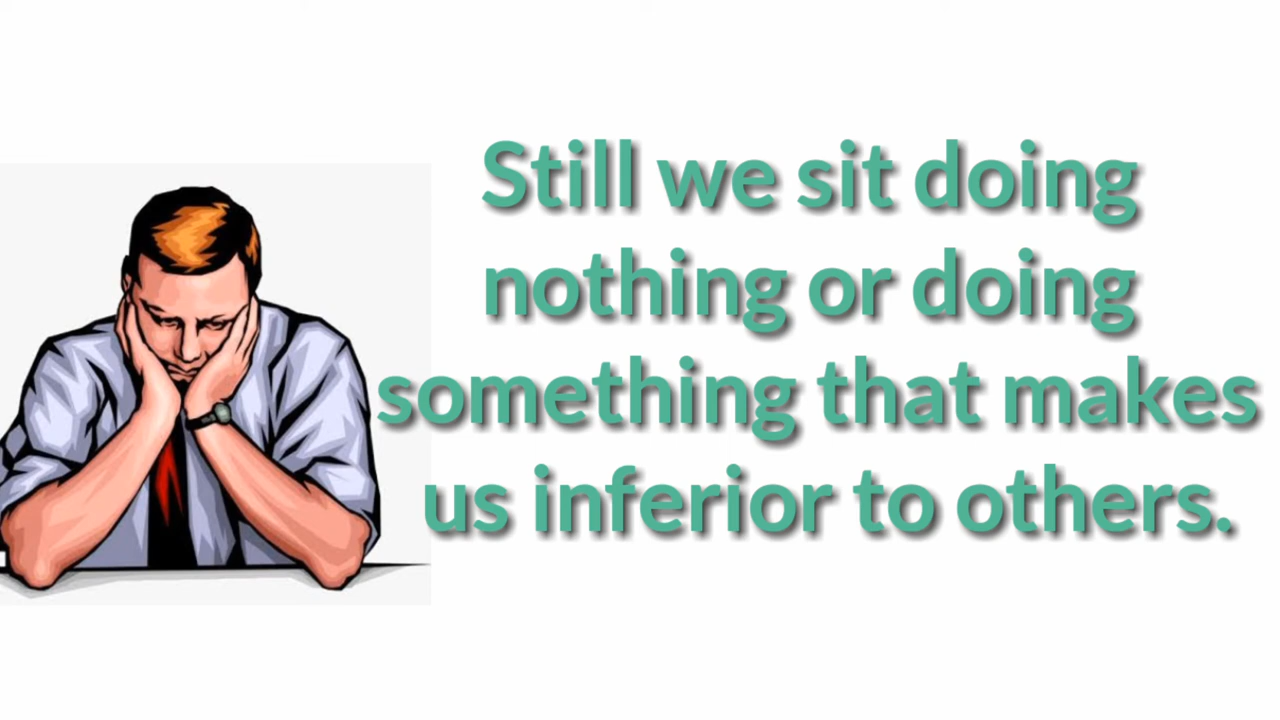 Still we sit doing
nothing or doing
something that makes
us inferior to others.